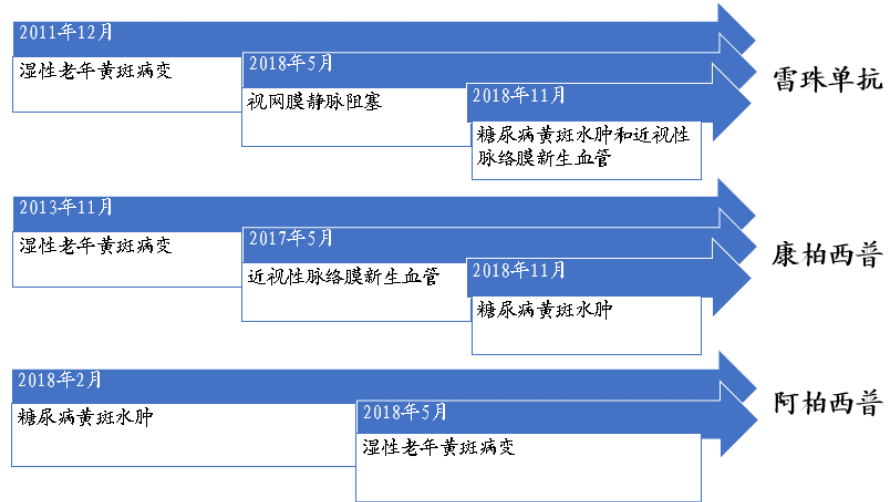 2011年12月
湿性老年黄斑病变
2018年5月
视网膜静脉阻塞
2018年11月
糖尿病黄斑水肿和近视性
脉络膜新生血管
雷珠单抗
2013年11月
湿性老年黄斑病变
2017年5月
近视性脉络膜新生血管
2018年11月
糖尿病黄斑水肿
康柏西普
2018年2月
糖尿病黄斑水肿
2018年5月
湿性老年黄斑病变
阿柏西普